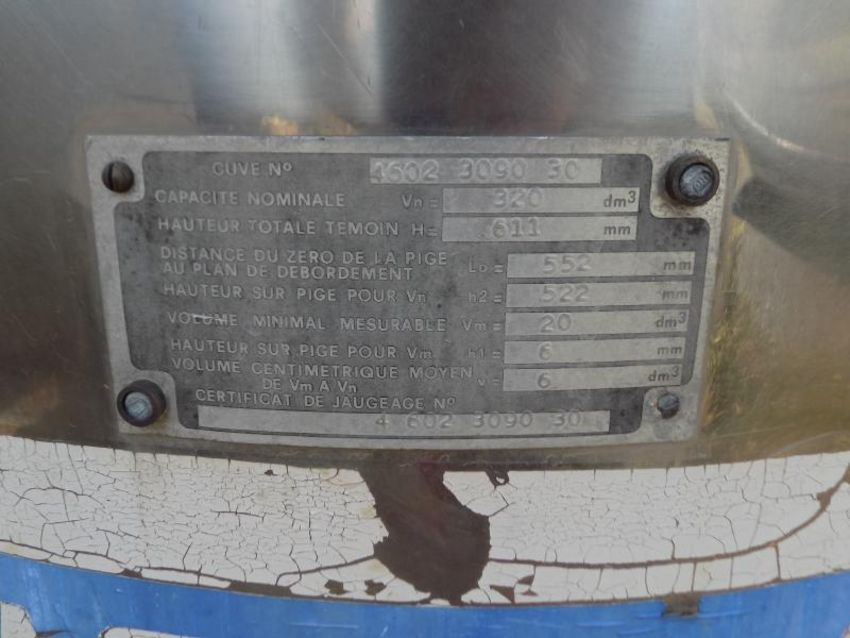 CUVE Nº 4602 3090 30
CAPACITE NOMINALE Vn = 320 dm³
HAUTEUR TOTALE TEMOIN H= 611 mm
DISTANCE DU ZERO DE LA PIGE
AU PLAN DE DEBORDEMENT Lo= 552 mm
HAUTEUR SUR PIGE POUR Vn h2= 522 mm
VOLUME MINIMAL MESURABLE Vm= 20 dm³
HAUTEUR SUR PIGE POUR Vm h1= 6 mm
VOLUME CENTIMETRIQUE MOYEN
DE Vm A Vn v= 6 dm³
CERTIFICAT DE JAUGEAGE Nº
4 602 3090 30